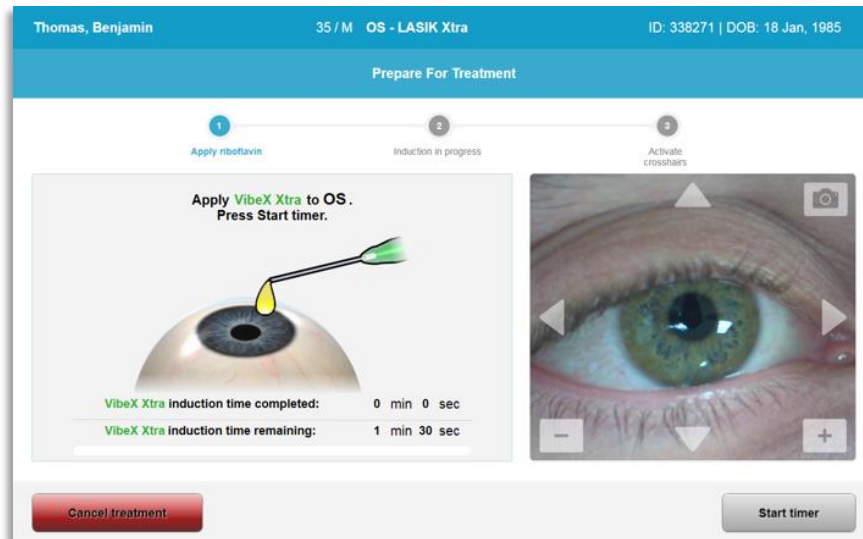 Thomas, Benjamin 35 / M OS - LASIK Xtra ID: 338271 | DOB: 18 Jan, 1985
Prepare For Treatment
1 2 3
Apply riboflavin Induction in progress Activate
crosshairs
Apply VibeX Xtra to OS.
Press Start timer.
VibeX Xtra induction time completed: 0 min 0 sec
VibeX Xtra induction time remaining: 1 min 30 sec
Cancel treatment Start timer